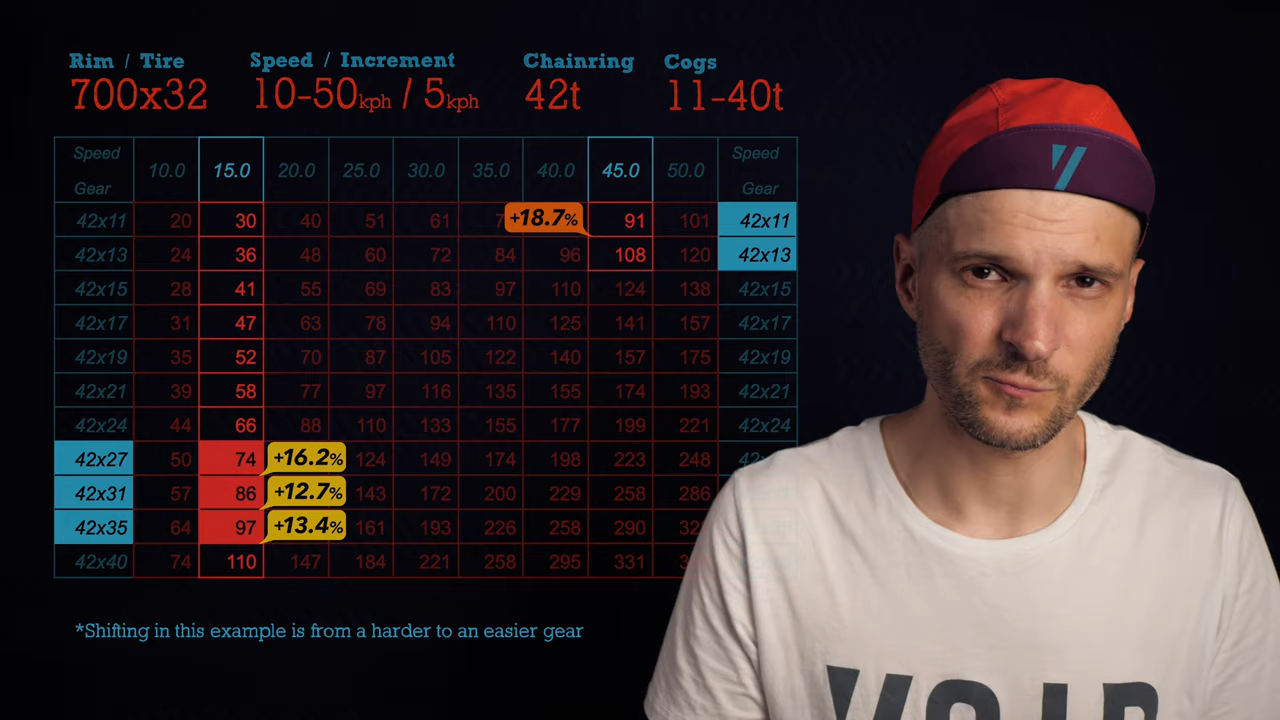 Rim / Tire Speed / Increment Chainring Cogs
700x32 10-50kph / 5kph 42t 11-40t
Speed Gear 10.0 15.0 20.0 25.0 30.0 35.0 40.0 45.0 50.0 Speed Gear
42x11 20 30 40 51 61 +18.7% 91 101 42x11
42x13 24 36 48 60 72 84 96 108 120 42x13
42x15 28 41 55 69 83 97 110 124 138 42x15
42x17 31 47 63 78 94 110 125 141 157 42x17
42x19 35 52 70 87 105 122 140 157 175 42x19
42x21 39 58 77 97 116 135 155 174 193 42x21
42x24 44 66 88 110 133 155 177 199 221 42x24
42x27 50 74 +16.2% 124 149 174 198 223 248
42x31 57 86 +12.7% 143 172 200 229 258 286
42x35 64 97 +13.4% 161 193 226 258 290
42x40 74 110 147 184 221 258 295 331
*Shifting in this example is from a harder to an easier gear